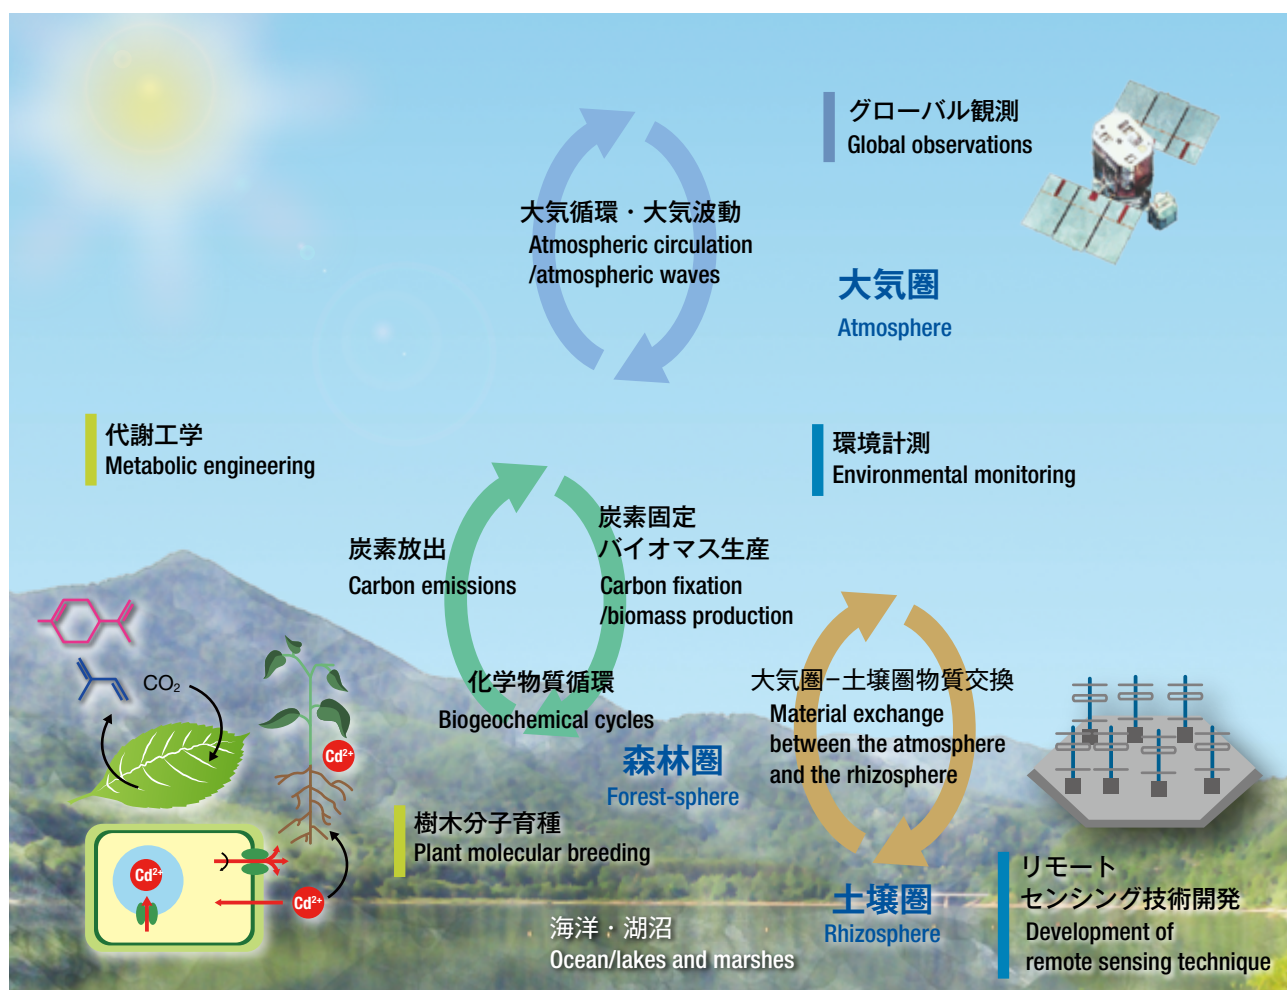 グローバル観測
Global observations
大気循環・大気波動
Atmospheric circulation
/atmospheric waves
大気圏
Atmosphere
代謝工学
Metabolic engineering
環境計測
Environmental monitoring
炭素放出
Carbon emissions
炭素固定
バイオマス生産
Carbon fixation
/biomass production
化学物質循環
Biogeochemical cycles
大気圏−土壌圏物質交換
Material exchange
between the atmosphere
and the rhizosphere
CO₂
Cd²⁺
森林圏
Forest-sphere
樹木分子育種
Plant molecular breeding
Cd²⁺
Cd²⁺
土壌圏
Rhizosphere
海洋・湖沼
Ocean/lakes and marshes
リモート
センシング技術開発
Development of
remote sensing technique